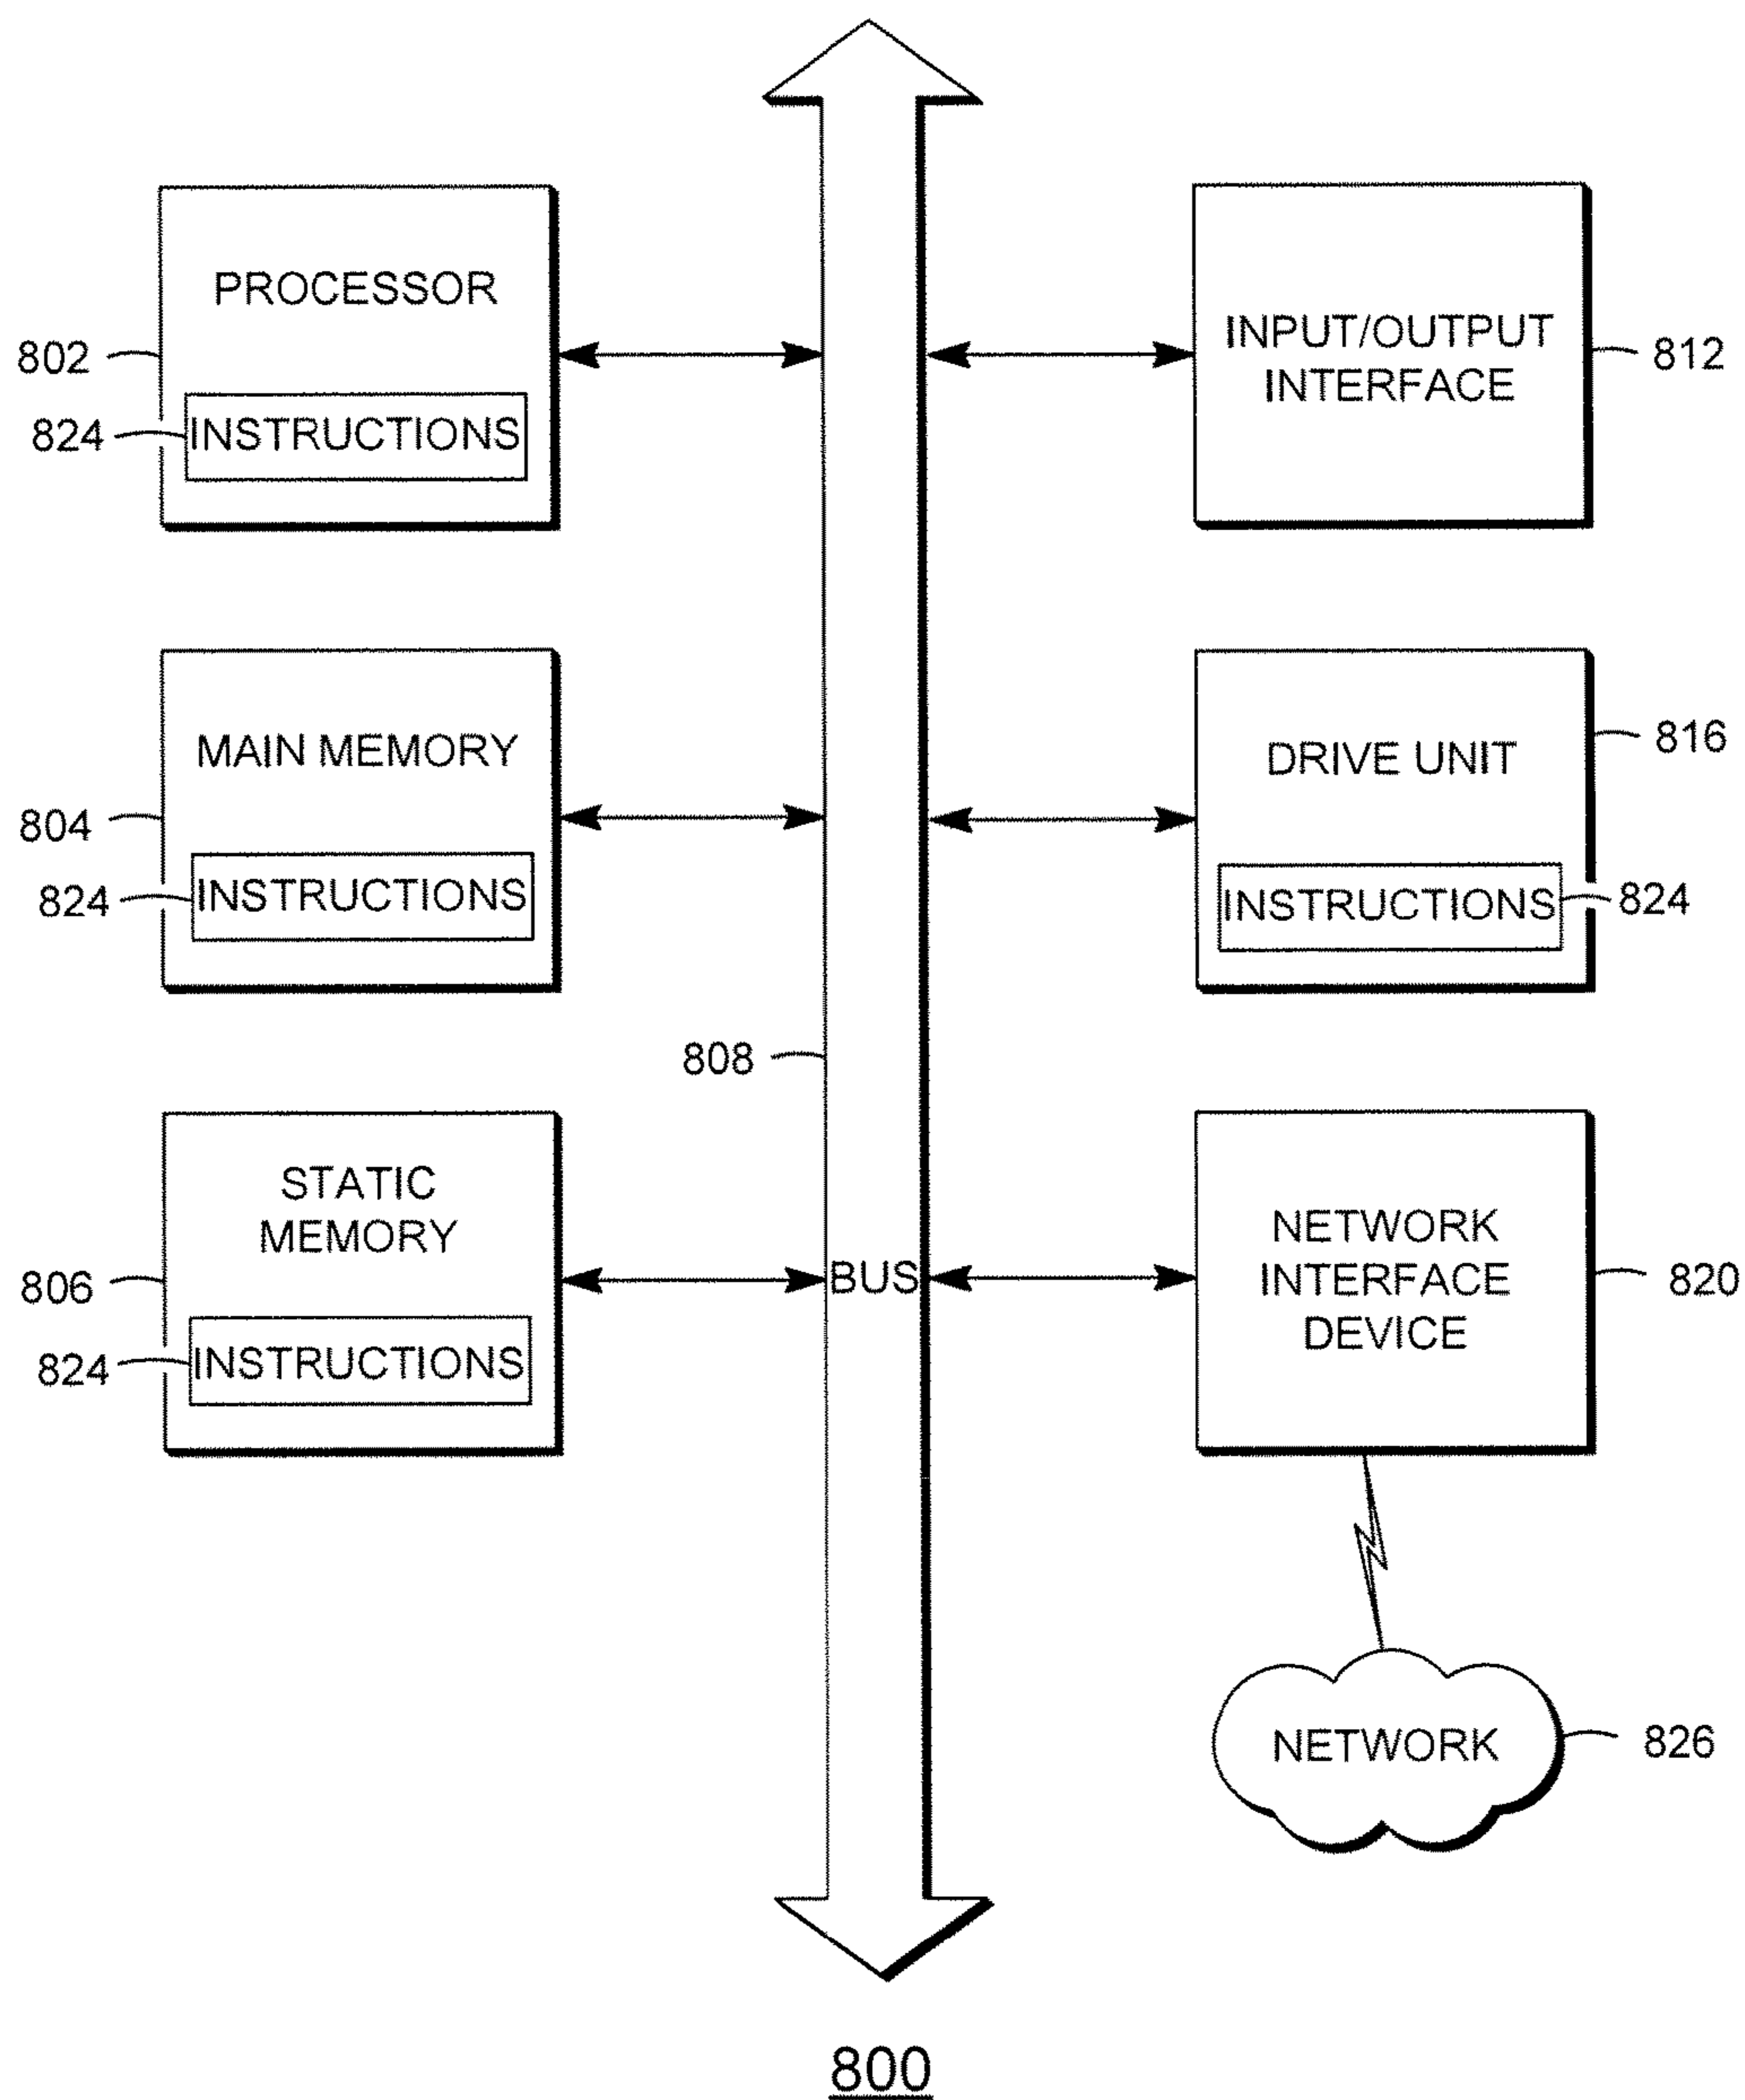 PROCESSOR
802
824
INSTRUCTIONS
INPUT/OUTPUT
INTERFACE
812
MAIN MEMORY
804
824
INSTRUCTIONS
DRIVE UNIT
816
INSTRUCTIONS
824
808
STATIC
MEMORY
806
824
INSTRUCTIONS
BUS
NETWORK
INTERFACE
DEVICE
820
NETWORK
826
800